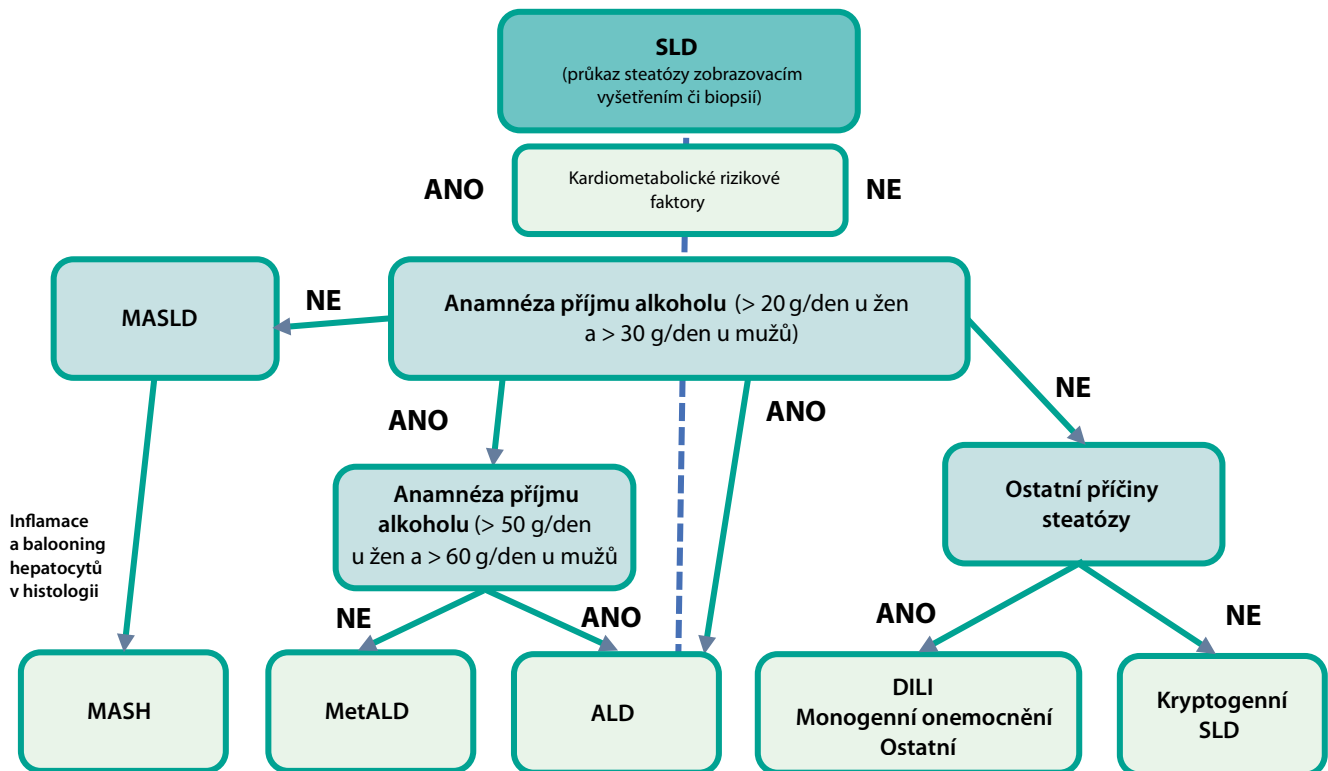 SLD
(průkaz steatózy zobrazovacím
vyšetřením či biopsií)
ANO
Kardiometabolické rizikové
faktory
NE
MASLD
NE
Anamnéza příjmu alkoholu (> 20 g/den u žen
a > 30 g/den u mužů)
ANO
ANO
NE
Anamnéza příjmu
alkoholu (> 50 g/den
u žen a > 60 g/den u mužů
Ostatní příčiny
steatózy
Inflamace
a balooning
hepatocytů
v histologii
NE
ANO
ANO
NE
MASH
MetALD
ALD
DILI
Monogenní onemocnění
Ostatní
Kryptogenní
SLD